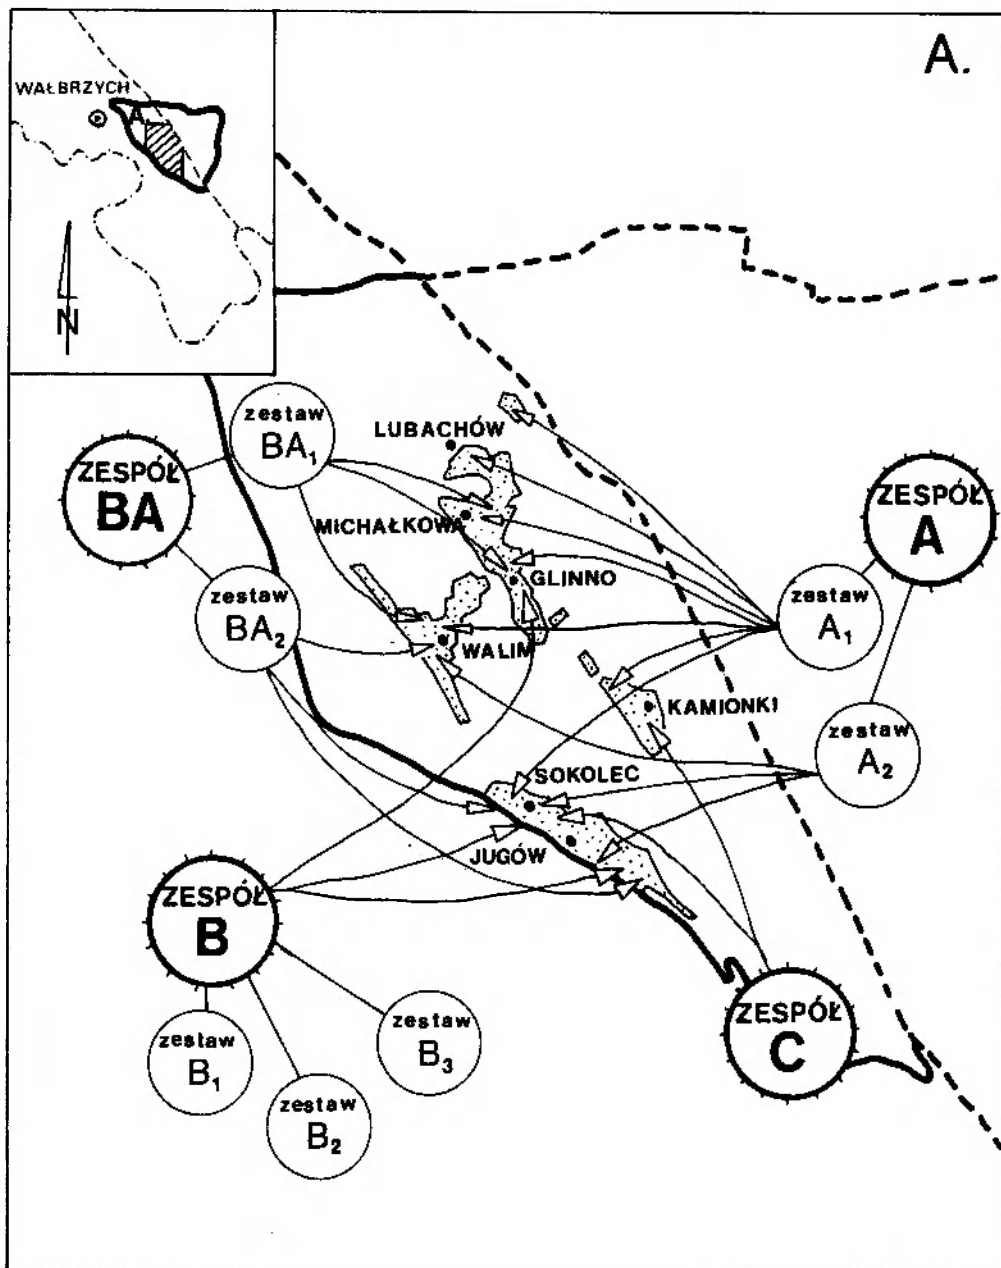 A.
WAŁBRZYCH
A
N
zestaw
BA₁
LUBACHÓW
ZESPÓŁ
BA
ZESPÓŁ
A
MICHAŁKOWA
GLINNO
zestaw
BA₂
zestaw
A₁
WALIM
KAMIONKI
zestaw
A₂
SOKOLEC
JUGÓW
ZESPÓŁ
B
ZESPÓŁ
C
zestaw
B₁
zestaw
B₂
zestaw
B₃